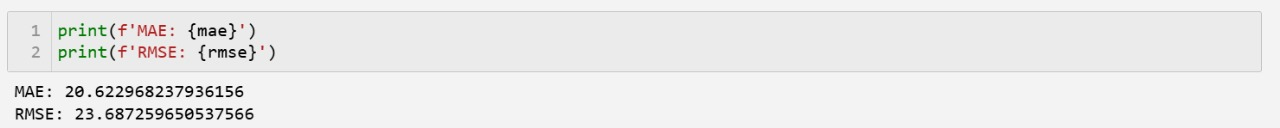 1 print(f'MAE: {mae}')
2 print(f'RMSE: {rmse}')
MAE: 20.622968237936156
RMSE: 23.687259650537566